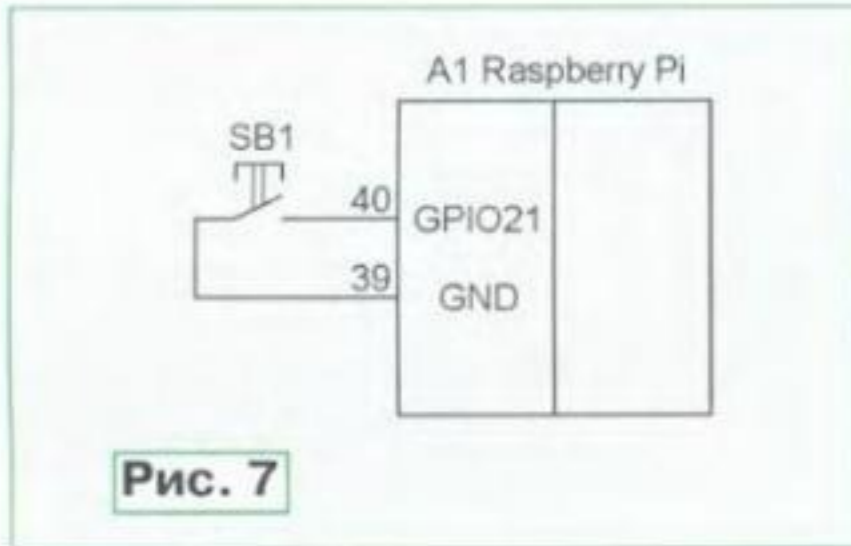 A1 Raspberry Pi
SB1
40
GPIO21
39
GND
Рис. 7